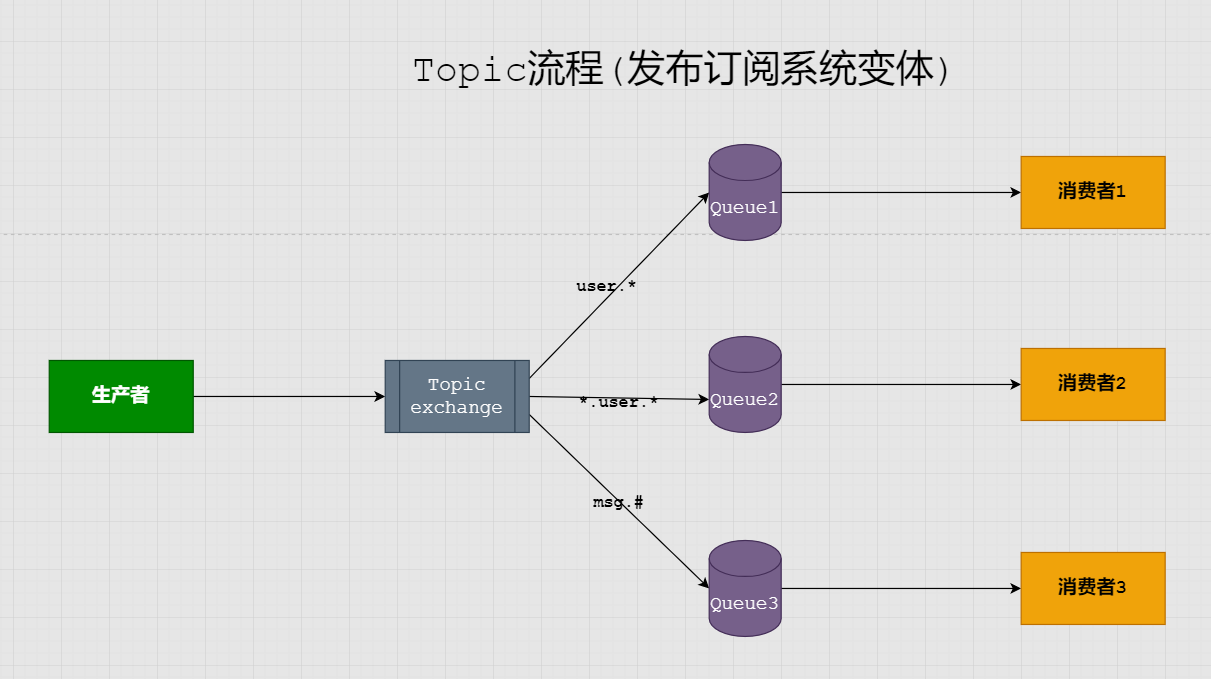 Topic流程(发布订阅系统变体)
Queue1
消费者1
user.*
生产者
Topic
exchange
*.user.*
Queue2
消费者2
msg.#
Queue3
消费者3